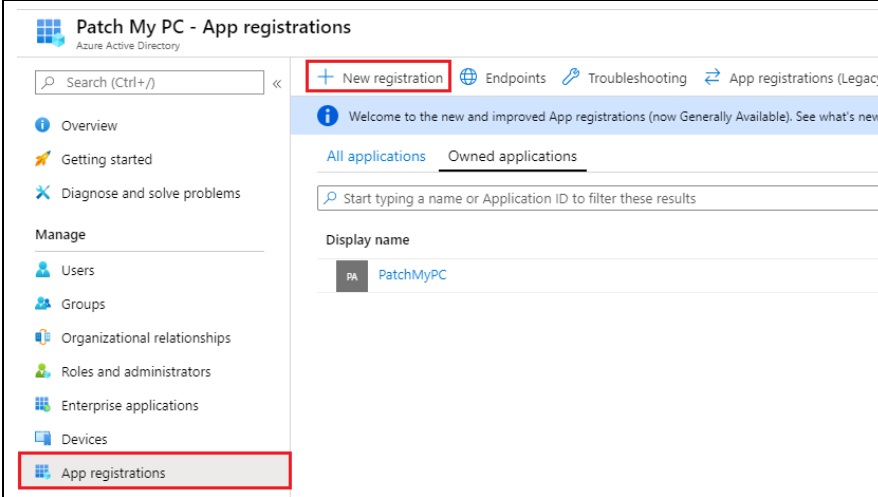 Patch My PC - App registrations
Azure Active Directory
Search (Ctrl+/)
«
Overview
Getting started
Diagnose and solve problems
Manage
Users
Groups
Organizational relationships
Roles and administrators
Enterprise applications
Devices
App registrations
New registration Endpoints Troubleshooting App registrations (Legacy
Welcome to the new and improved App registrations (now Generally Available). See what's new
All applications Owned applications
Start typing a name or Application ID to filter these results
Display name
PA PatchMyPC